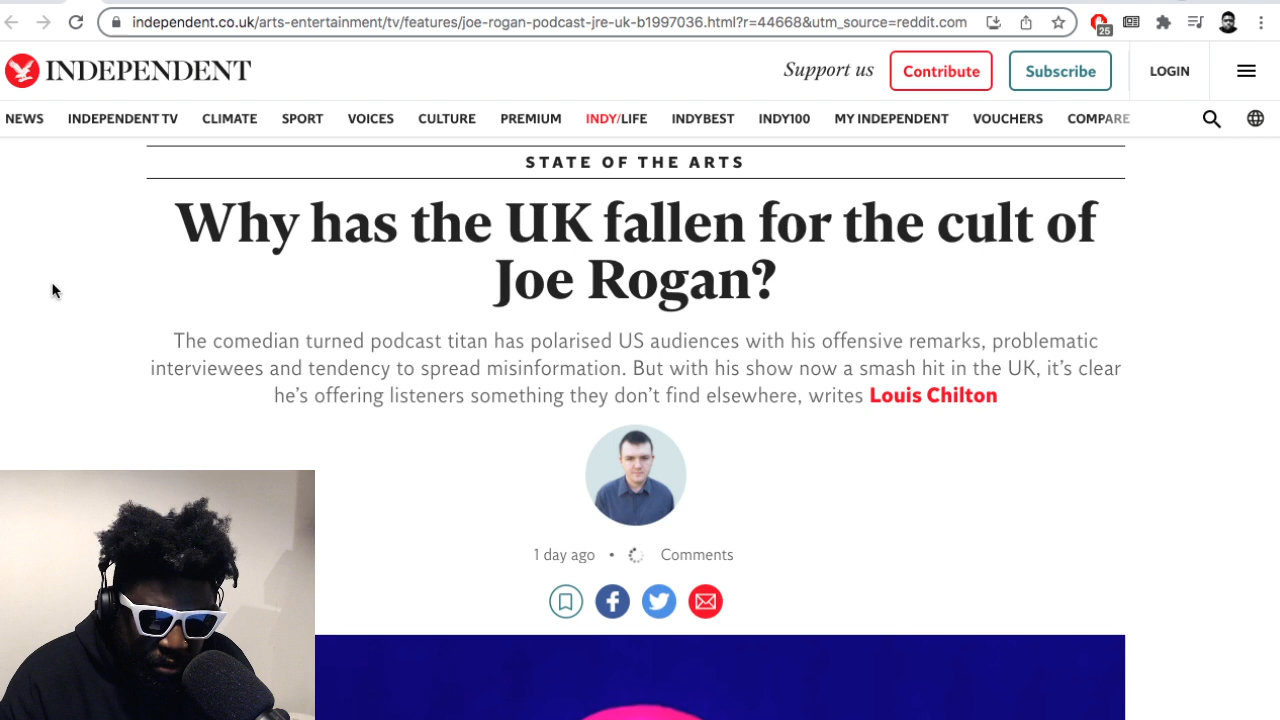 independent.co.uk/arts-entertainment/tv/features/joe-rogan-podcast-jre-uk-b1997036.html?r=44668&utm_source=reddit.com
25
INDEPENDENT
Support us
Contribute
Subscribe
LOGIN
NEWS INDEPENDENT TV CLIMATE SPORT VOICES CULTURE PREMIUM INDY/LIFE INDYBEST INDY100 MY INDEPENDENT VOUCHERS COMPARE
STATE OF THE ARTS
Why has the UK fallen for the cult of
Joe Rogan?
The comedian turned podcast titan has polarised US audiences with his offensive remarks, problematic
interviewees and tendency to spread misinformation. But with his show now a smash hit in the UK, it’s clear
he’s offering listeners something they don’t find elsewhere, writes Louis Chilton
1 day ago • Comments